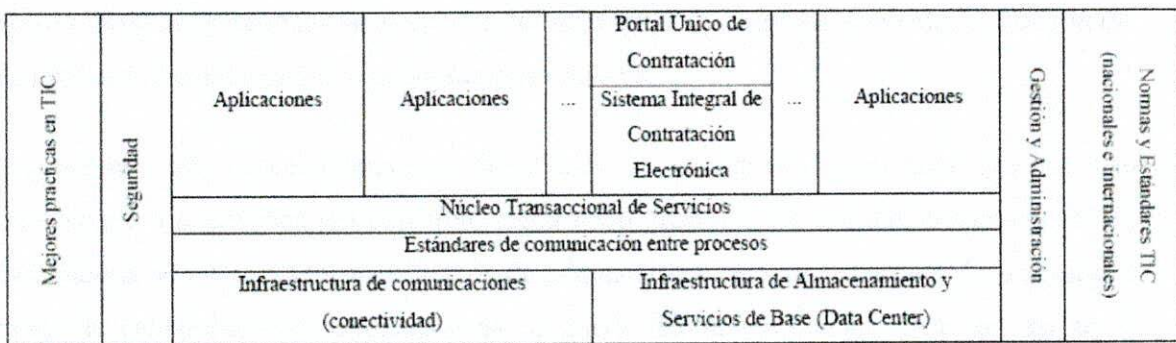 Mejores practicas en TIC
Seguridad
Aplicaciones
Aplicaciones
...
Portal Unico de
Contratación
Sistema Integral de
Contratación
Electrónica
...
Aplicaciones
Núcleo Transaccional de Servicios
Estándares de comunicación entre procesos
Infraestructura de comunicaciones
(conectividad)
Infraestructura de Almacenamiento y
Servicios de Base (Data Center)
Gestión y Administración
Normas y Estándares TIC
(nacionales e internacionales)